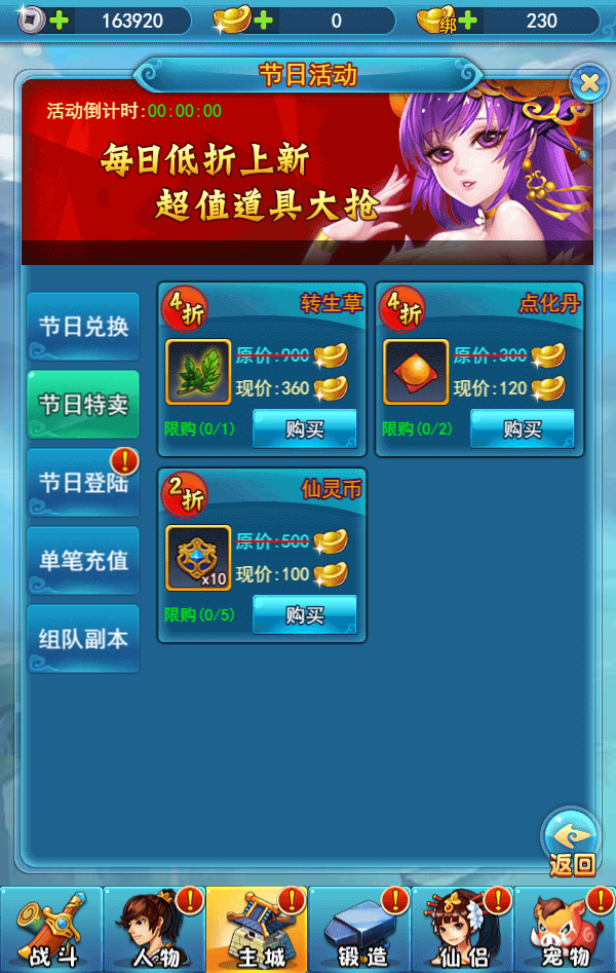 163920
0
绑
230
节日活动
活动倒计时:00:00:00
每日低折上新
超值道具大抢
节日兑换
节日特卖
节日登陆
单笔充值
组队副本
4折
转生草
原价:900
现价:360
限购(0/1)
购买
4折
点化丹
原价:300
现价:120
限购(0/2)
购买
2折
仙灵币
x10
原价:500
现价:100
限购(0/5)
购买
返回
战斗
人物
主城
锻造
仙侣
宠物